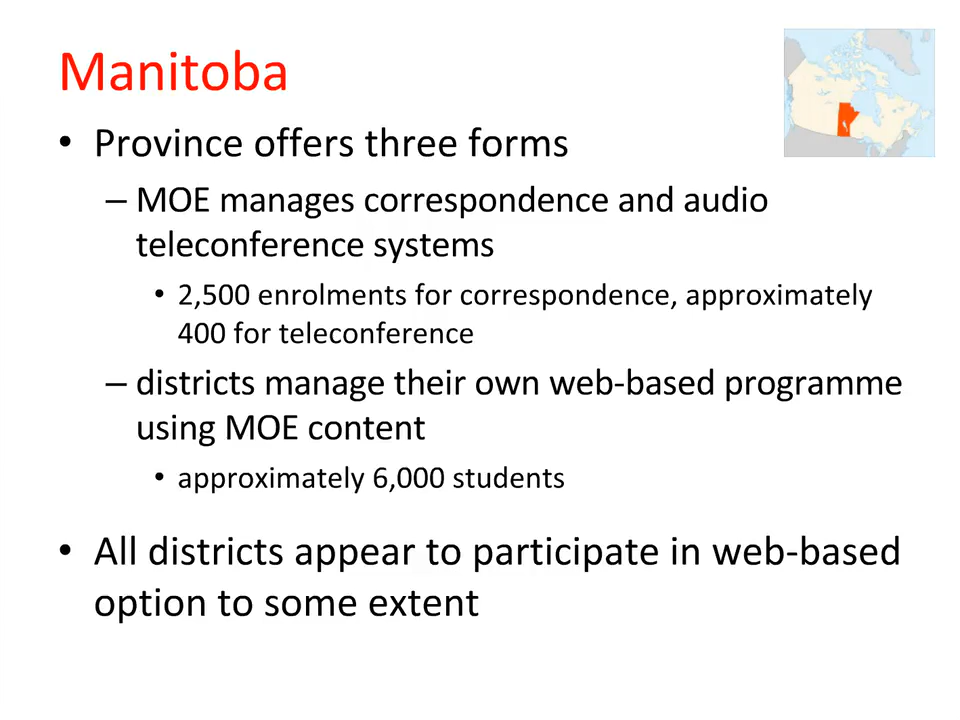 Manitoba
• Province offers three forms
– MOE manages correspondence and audio
teleconference systems
• 2,500 enrolments for correspondence, approximately
400 for teleconference
– districts manage their own web-based programme
using MOE content
• approximately 6,000 students
• All districts appear to participate in web-based
option to some extent